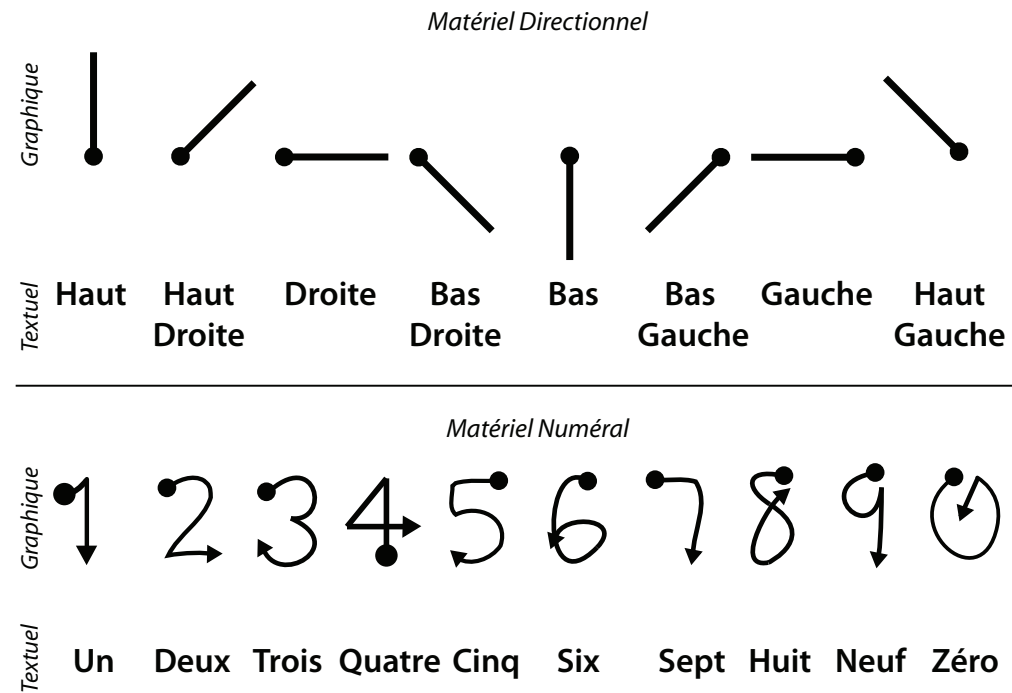 Matériel Directionnel
Graphique
Textuel
Haut Haut Droite Bas Bas Bas Gauche Haut
Droite Droite Gauche Gauche
Matériel Numéral
Graphique
1 2 3 4 5 6 7 8 9 0
Textuel
Un Deux Trois Quatre Cinq Six Sept Huit Neuf Zéro